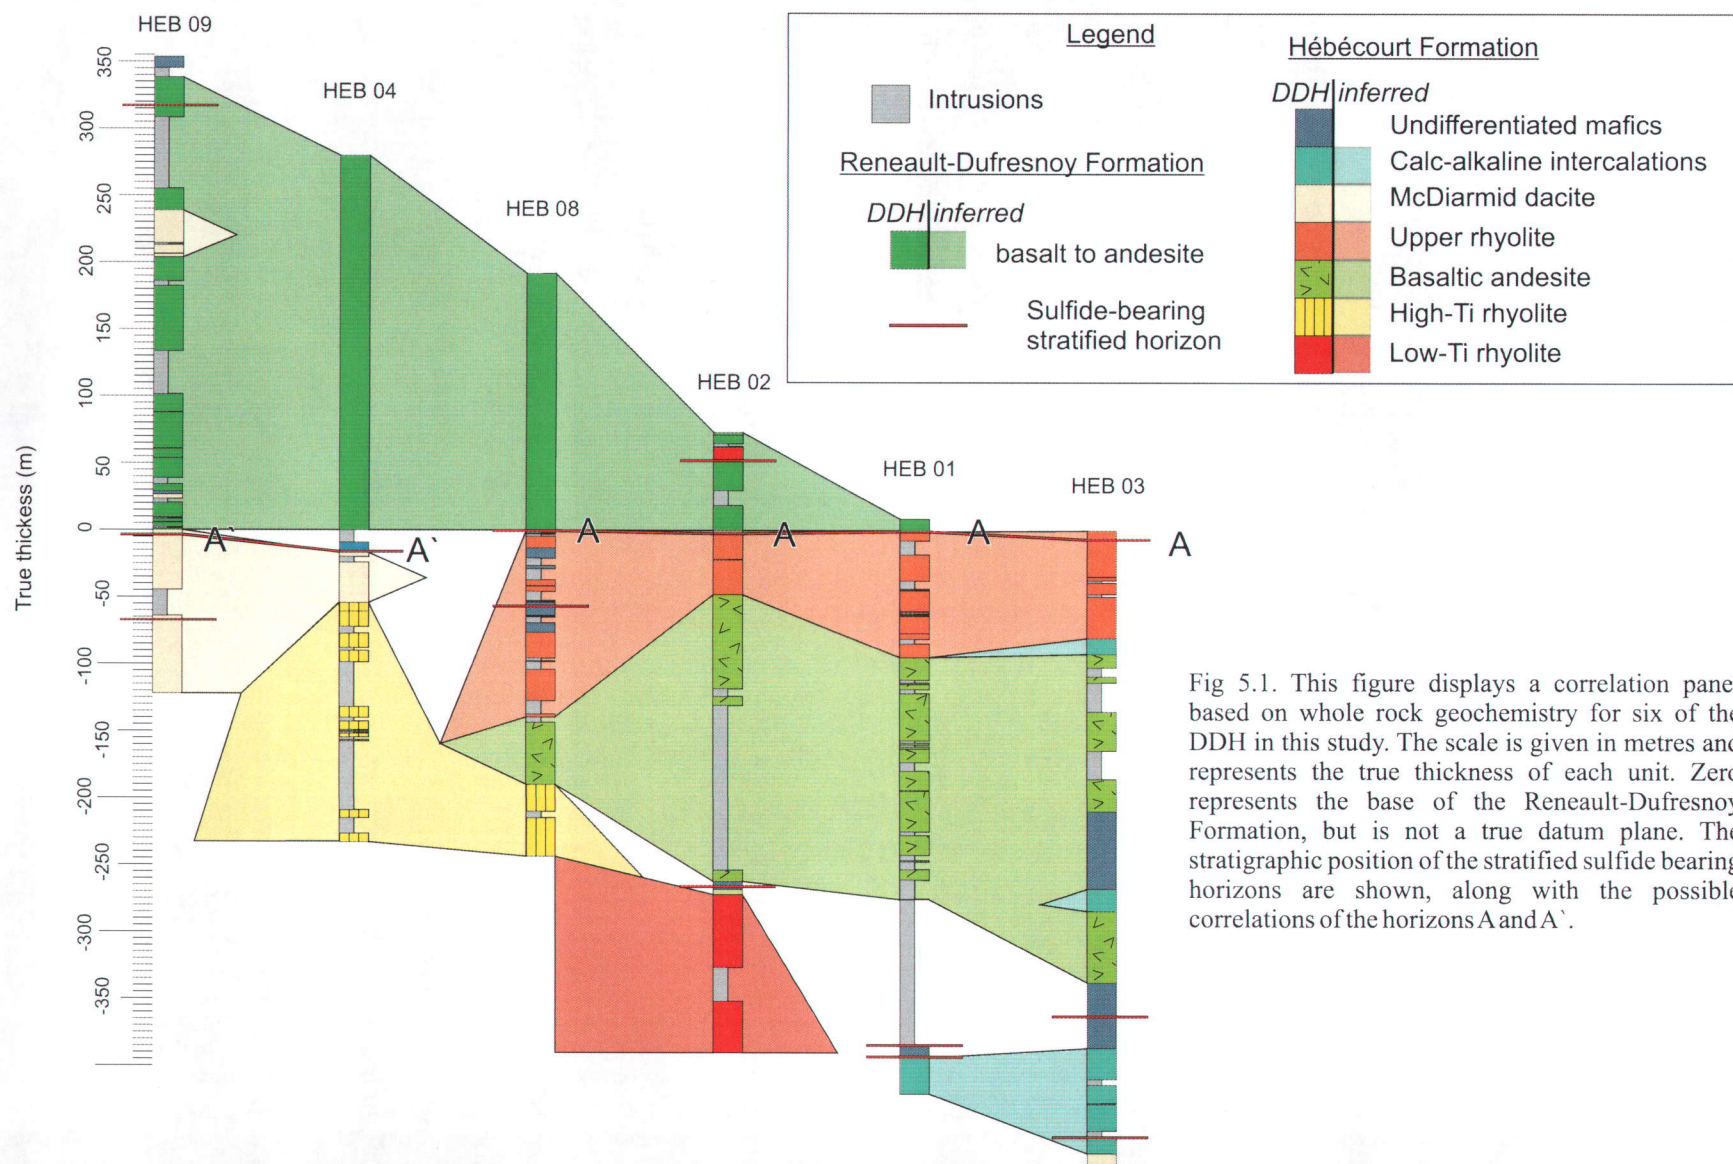 HEB 09
HEB 04
HEB 08
HEB 02
HEB 01
HEB 03
True thickess (m)
350
300
250
200
150
100
50
0
-50
-100
-150
-200
-250
-300
-350
A`
A`
A
A
A
A
Legend
Intrusions
Reneault-Dufresnoy Formation
DDH inferred
basalt to andesite
Sulfide-bearing
stratified horizon
Hébécourt Formation
DDH inferred
Undifferentiated mafics
Calc-alkaline intercalations
McDiarmid dacite
Upper rhyolite
Basaltic andesite
High-Ti rhyolite
Low-Ti rhyolite
Fig 5.1. This figure displays a correlation pane
based on whole rock geochemistry for six of the
DDH in this study. The scale is given in metres and
represents the true thickness of each unit. Zero
represents the base of the Reneault-Dufresnoy
Formation, but is not a true datum plane. The
stratigraphic position of the stratified sulfide bearing
horizons are shown, along with the possible
correlations of the horizons A and A`.